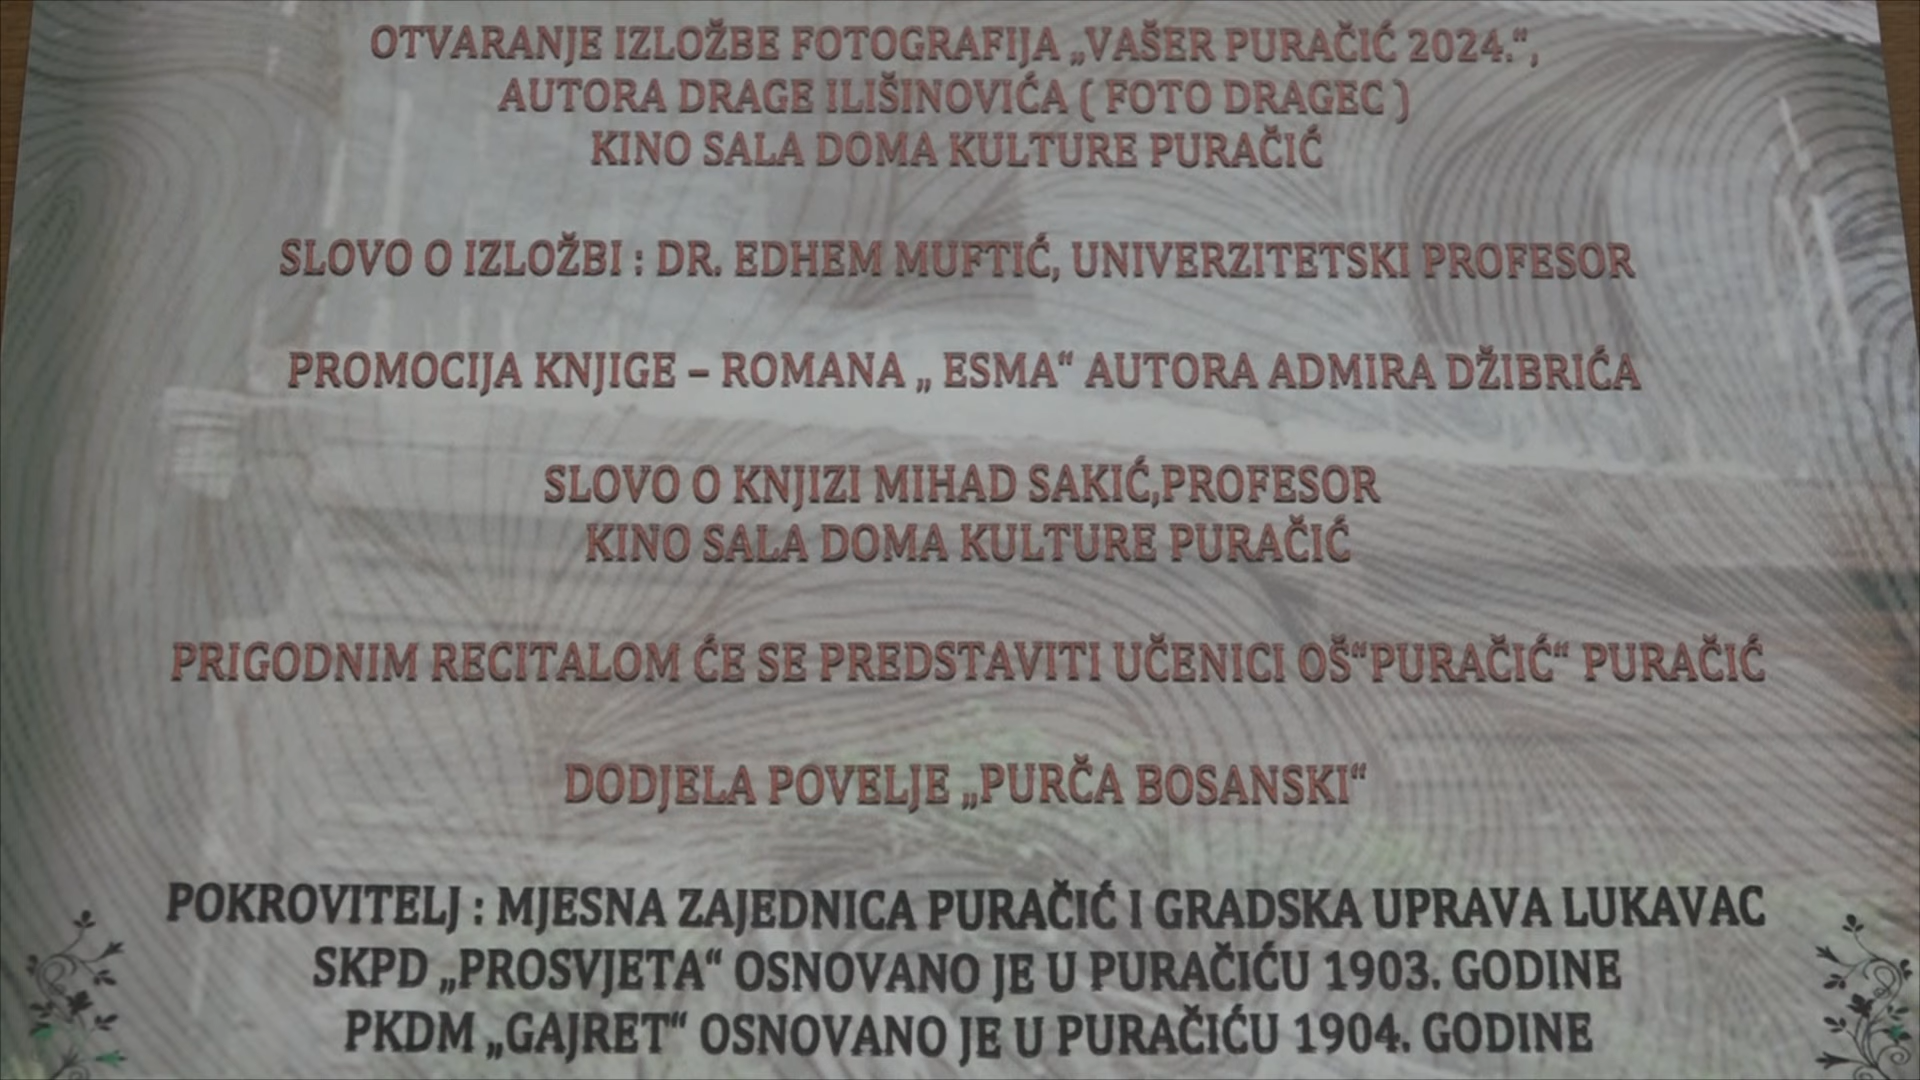 OTVARANJE IZLOŽBE FOTOGRAFIJA „VAŠER PURAČIĆ 2024.“,
AUTORA DRAGE ILIŠINOVIĆA ( FOTO DRAGEC )
KINO SALA DOMA KULTURE PURAČIĆ
SLOVO O IZLOŽBI : DR. EDHEM MUFTIĆ, UNIVERZITETSKI PROFESOR
PROMOCIJA KNJIGE – ROMANA „ ESMA“ AUTORA ADMIRA DŽIBRIĆA
SLOVO O KNJIZI MIHAD SAKIĆ,PROFESOR
KINO SALA DOMA KULTURE PURAČIĆ
PRIGODNIM RECITALOM ĆE SE PREDSTAVITI UČENICI OŠ“PURAČIĆ“ PURAČIĆ
DODJELA POVELJE „PURČA BOSANSKI“
POKROVITELJ : MJESNA ZAJEDNICA PURAČIĆ I GRADSKA UPRAVA LUKAVAC
SKPD „PROSVJETA“ OSNOVANO JE U PURAČIĆU 1903. GODINE
PKDM „GAJRET“ OSNOVANO JE U PURAČIĆU 1904. GODINE